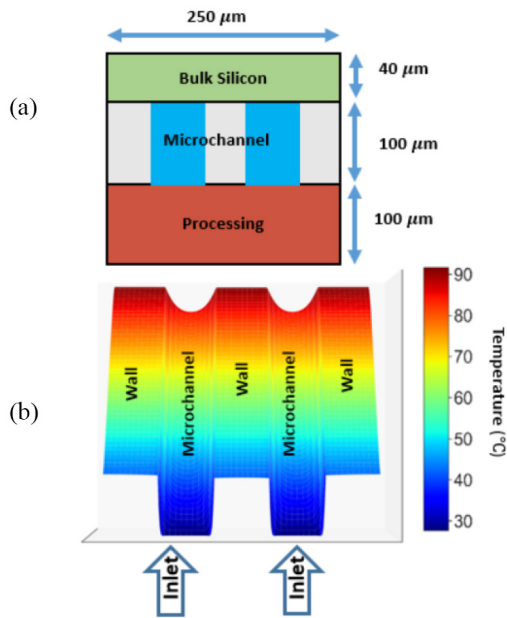 250 μm
(a)
Bulk Silicon
40 μm
Microchannel
100 μm
Processing
100 μm
(b)
Wall
Microchannel
Wall
Microchannel
Wall
90
80
70
60
50
40
30
Temperature (°C)
Inlet
Inlet